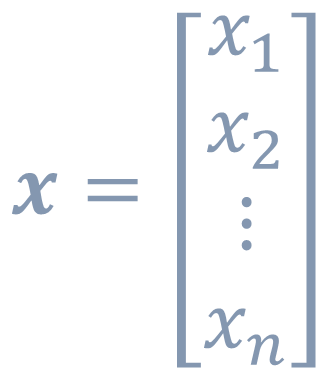 x = [x₁
x₂
⋮
xₙ]